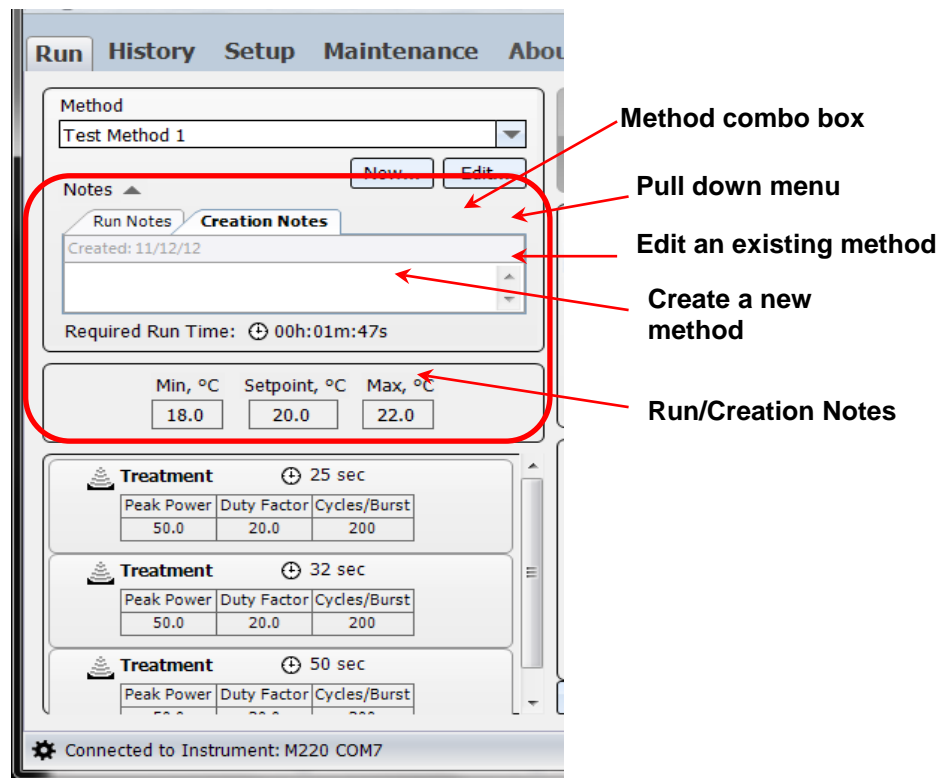 Run History Setup Maintenance Abou
Method
Test Method 1
New... Edit...
Notes
Run Notes Creation Notes
Created: 11/12/12
Required Run Time: 00h:01m:47s
Min, °C Setpoint, °C Max, °C
18.0 20.0 22.0
Treatment 25 sec
Peak Power Duty Factor Cycles/Burst
50.0 20.0 200
Treatment 32 sec
Peak Power Duty Factor Cycles/Burst
50.0 20.0 200
Treatment 50 sec
Peak Power Duty Factor Cycles/Burst
Connected to Instrument: M220 COM7
Method combo box
Pull down menu
Edit an existing method
Create a new
method
Run/Creation Notes